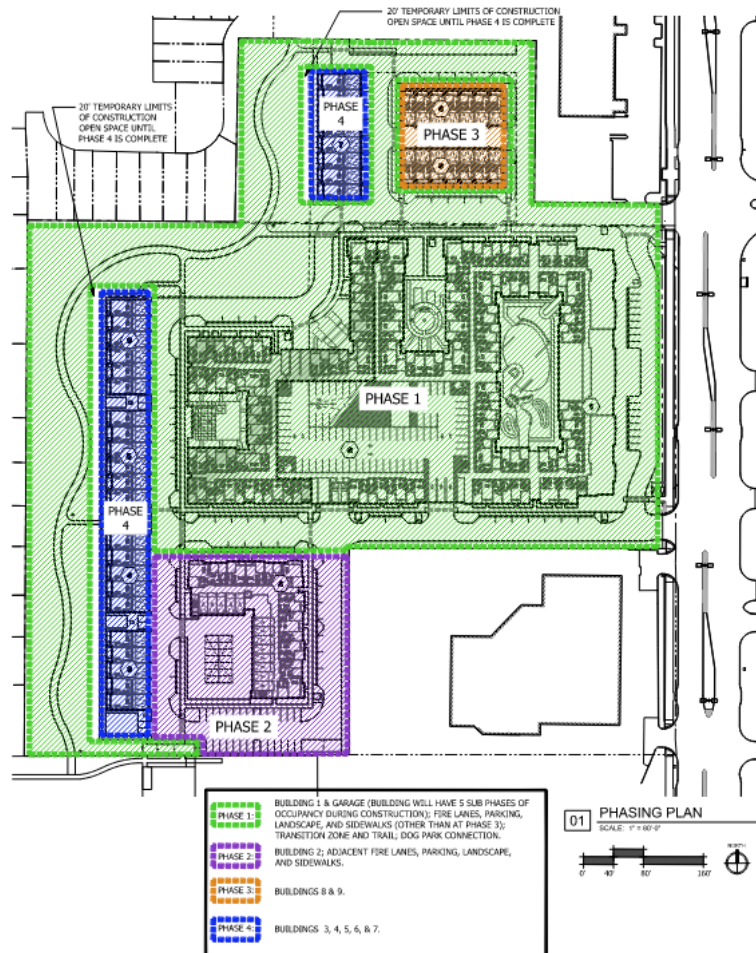 20' TEMPORARY LIMITS OF CONSTRUCTION
OPEN SPACE UNTIL PHASE 4 IS COMPLETE
20' TEMPORARY LIMITS
OF CONSTRUCTION
OPEN SPACE UNTIL
PHASE 4 IS COMPLETE
PHASE
4
PHASE 3
PHASE 1
PHASE
4
PHASE 2
PHASE 1:
BUILDING 1 & GARAGE (BUILDING WILL HAVE 5 SUB PHASES OF
OCCUPANCY DURING CONSTRUCTION); FIRE LANES, PARKING,
LANDSCAPE, AND SIDEWALKS (OTHER THAN AT PHASE 3);
TRANSITION ZONE AND TRAIL; DOG PARK CONNECTION.
PHASE 2:
BUILDING 2; ADJACENT FIRE LANES, PARKING, LANDSCAPE,
AND SIDEWALKS.
PHASE 3:
BUILDINGS 8 & 9.
PHASE 4:
BUILDINGS 3, 4, 5, 6, & 7.
01 PHASING PLAN
SCALE: 1" = 80'-0"
0' 40' 80' 160'
NORTH